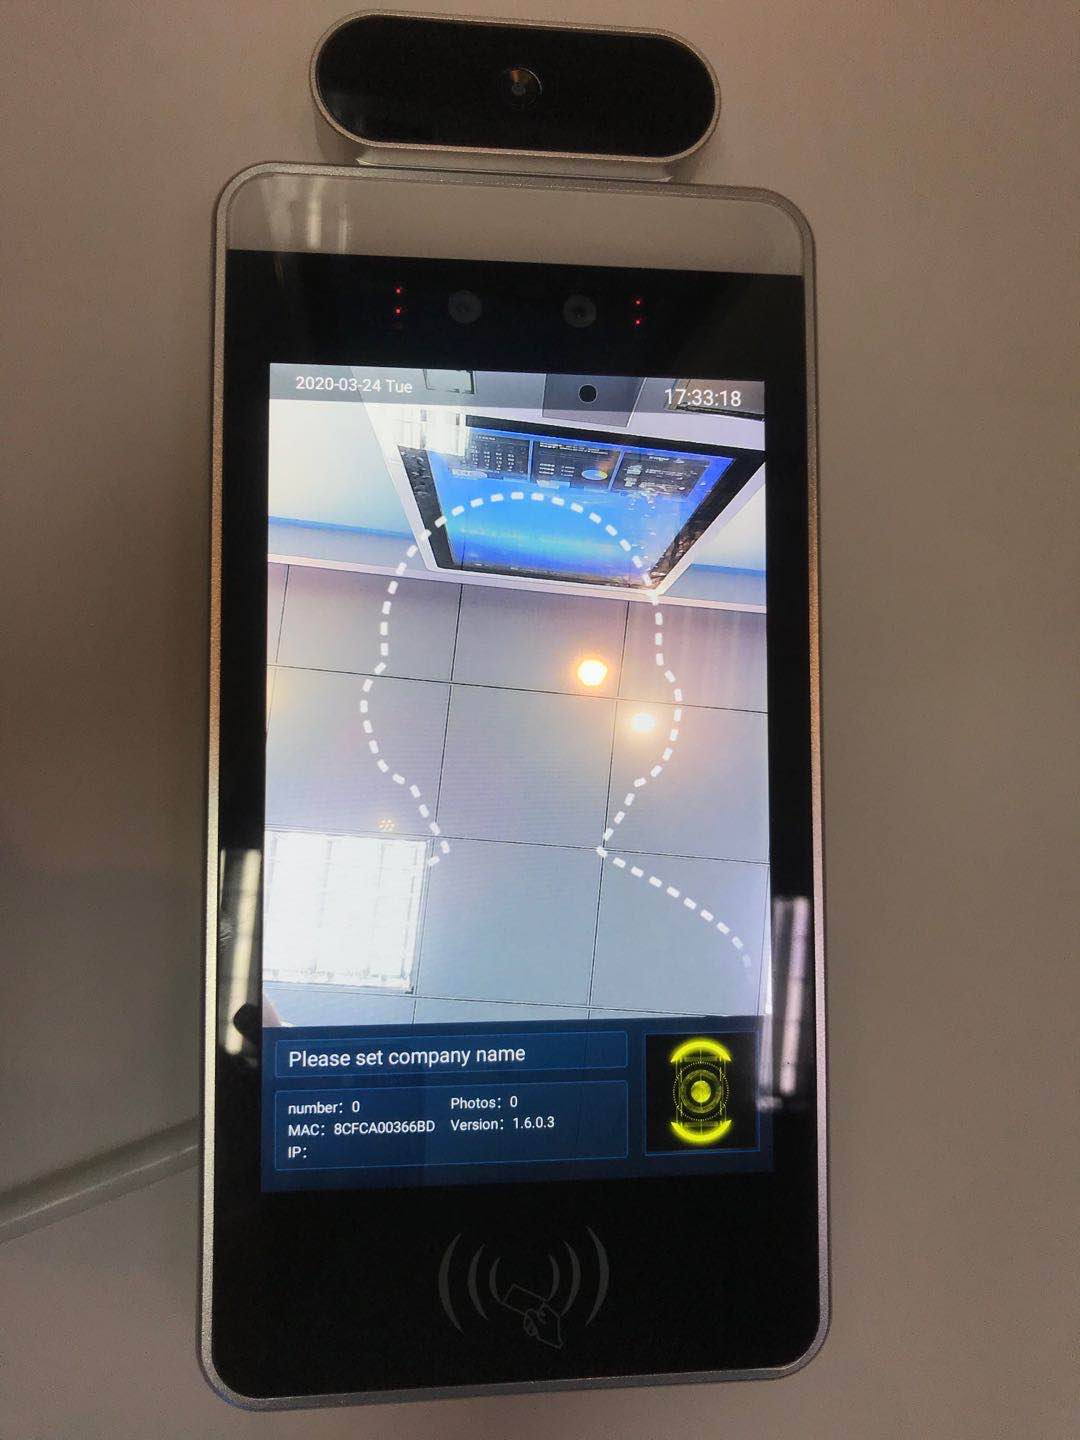 2020-03-24 Tue
17:33:18
Please set company name
number: 0
Photos: 0
MAC: 8CFCA00366BD
Version: 1.6.0.3
IP: